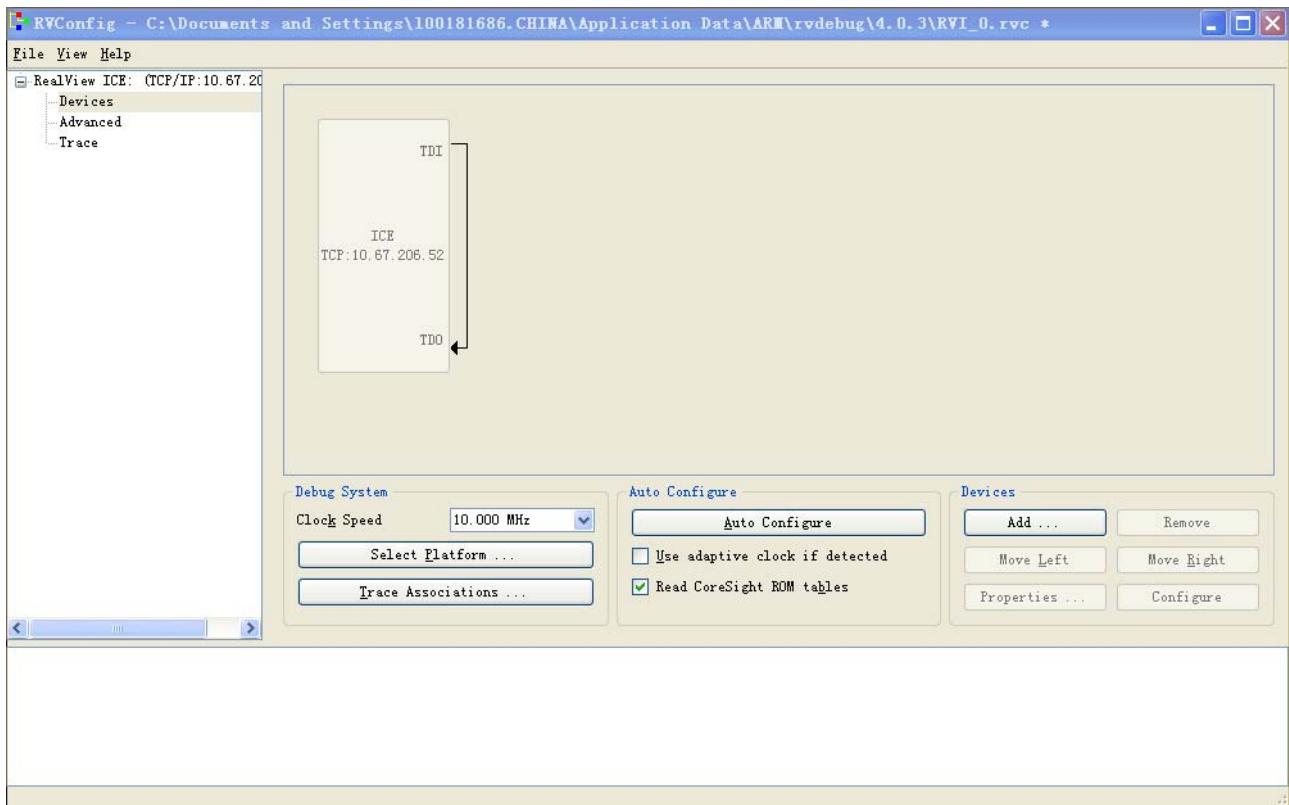 RVConfig - C:\Documents and Settings\l00181686.CHINA\Application Data\ARM\rvdebug\4.0.3\RVI_0.rvc *
File View Help
RealView ICE: (TCP/IP:10.67.20
Devices
Advanced
Trace
TDI
ICE
TCP:10.67.206.52
TDO
Debug System
Clock Speed 10.000 MHz
Select Platform ...
Trace Associations ...
Auto Configure
Auto Configure
Use adaptive clock if detected
Read CoreSight ROM tables
Devices
Add ... Remove
Move Left Move Right
Properties ... Configure